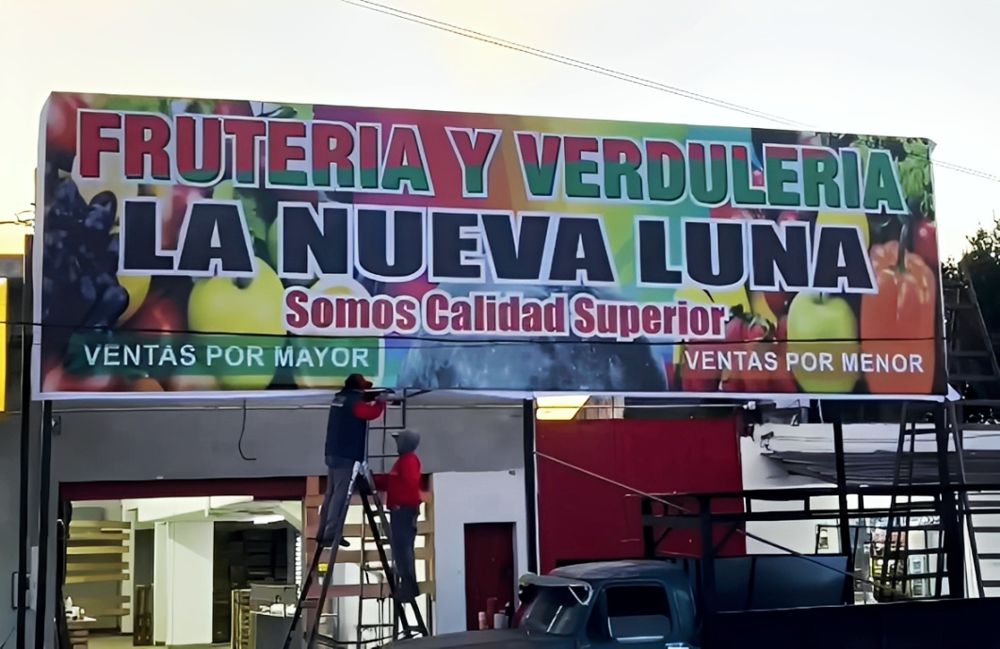 FRUTERIA Y VERDULERIA
LA NUEVA LUNA
Somos Calidad Superior
VENTAS POR MAYOR
VENTAS POR MENOR